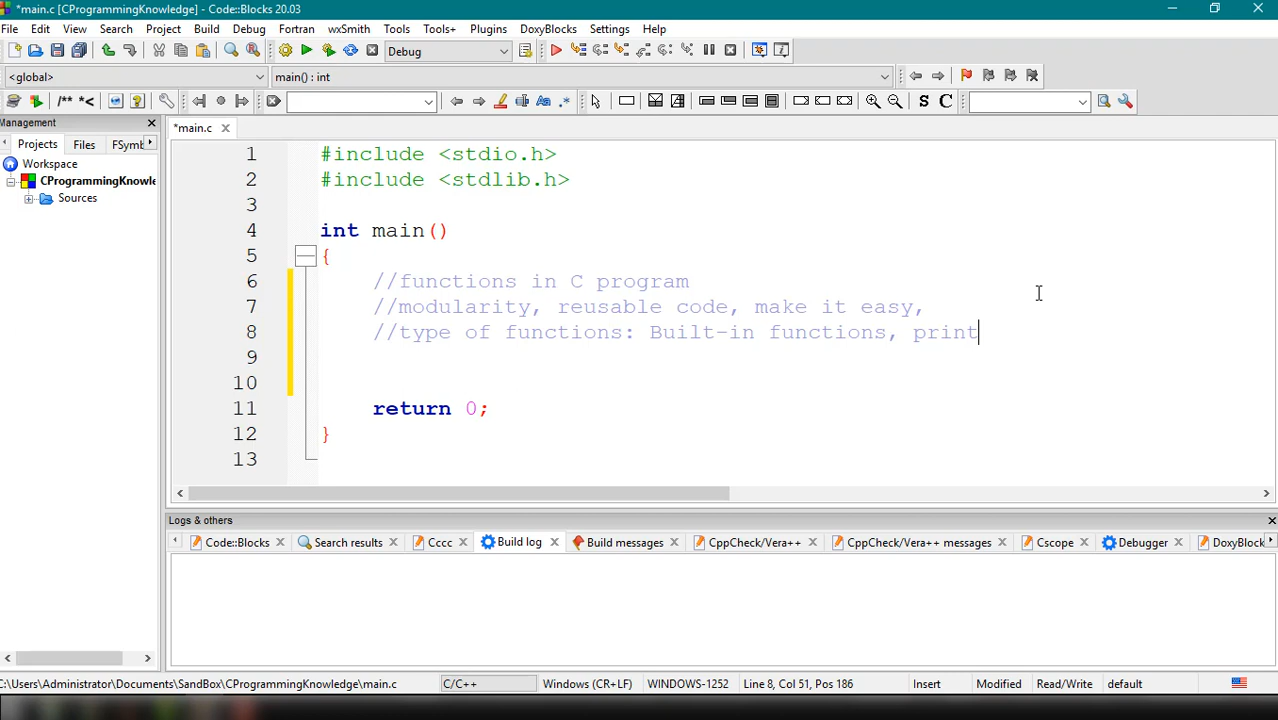 *main.c [CProgrammingKnowledge] - Code::Blocks 20.03
File Edit View Search Project Build Debug Fortran wxSmith Tools Tools+ Plugins DoxyBlocks Settings Help
Debug
<global> main() : int
/** *< Aa .* S C
Management
*main.c
Projects Files FSymb
Workspace
CProgrammingKnowle
Sources
1 #include <stdio.h>
2 #include <stdlib.h>
3
4 int main()
5 {
6 //functions in C program
7 //modularity, reusable code, make it easy,
8 //type of functions: Built-in functions, print
9
10
11 return 0;
12 }
13
Logs & others
Code::Blocks Search results Cccc Build log Build messages CppCheck/Vera++ CppCheck/Vera++ messages Cscope Debugger DoxyBlock
C:\Users\Administrator\Documents\SandBox\CProgrammingKnowledge\main.c C/C++ Windows (CR+LF) WINDOWS-1252 Line 8, Col 51, Pos 186 Insert Modified Read/Write default